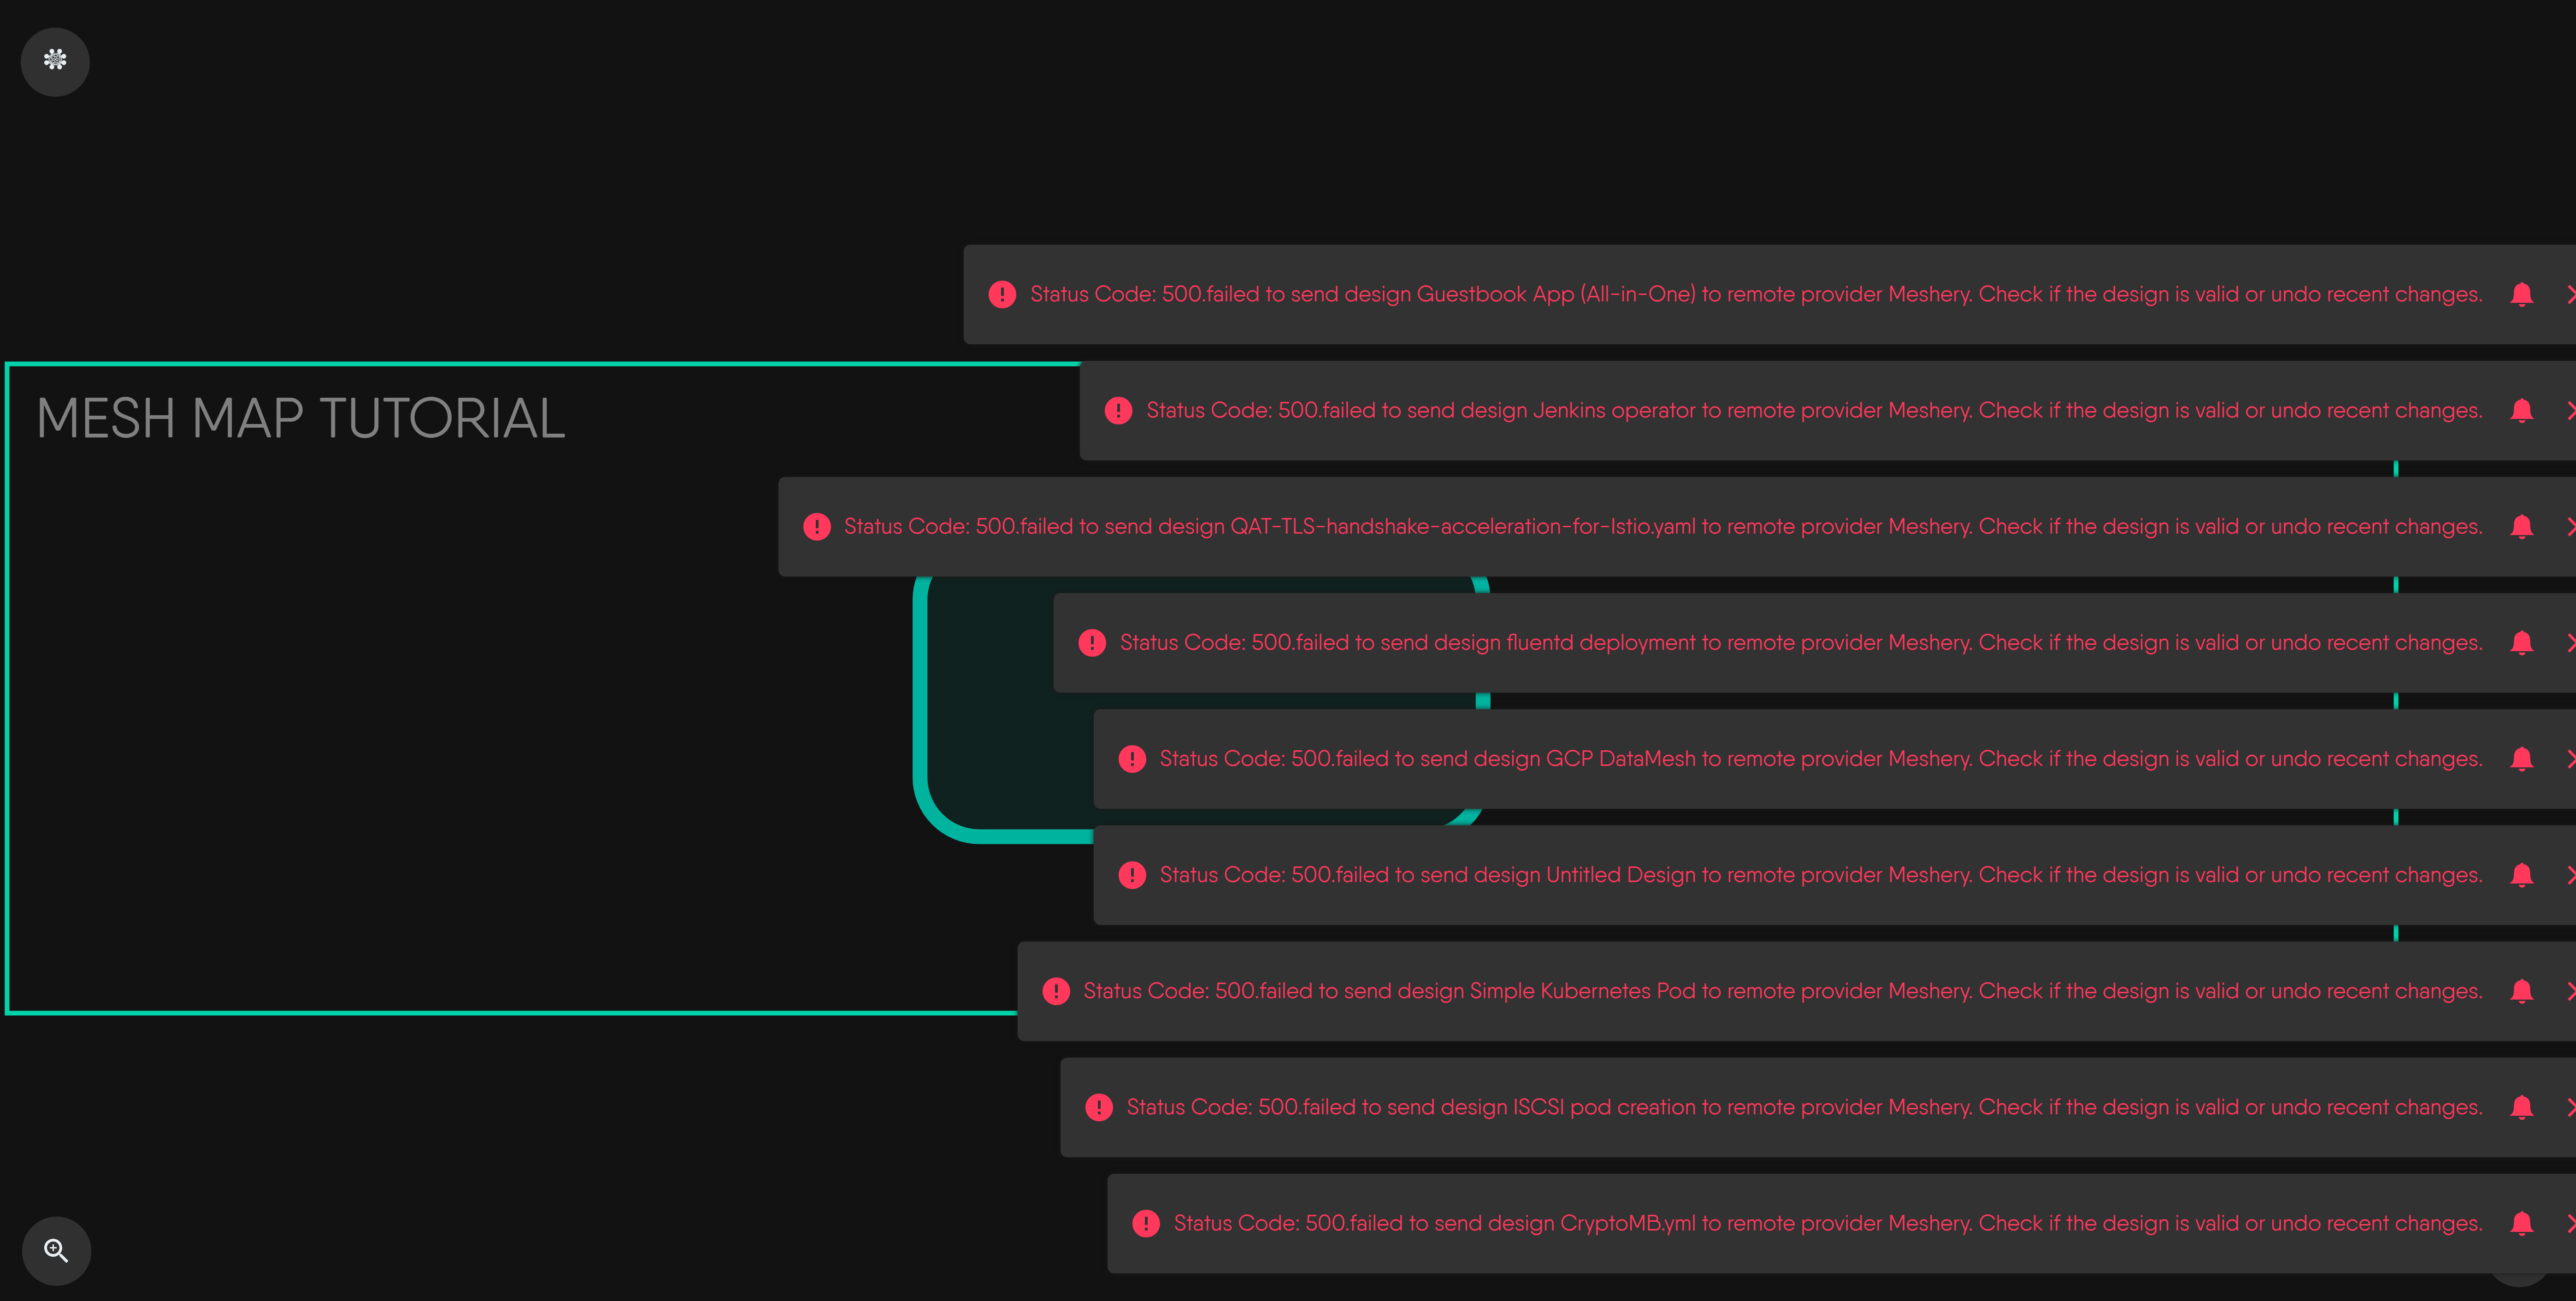 Status Code: 500.failed to send design Guestbook App (All-in-One) to remote provider Meshery. Check if the design is valid or undo recent changes.
MESH MAP TUTORIAL
Status Code: 500.failed to send design Jenkins operator to remote provider Meshery. Check if the design is valid or undo recent changes.
Status Code: 500.failed to send design QAT-TLS-handshake-acceleration-for-Istio.yaml to remote provider Meshery. Check if the design is valid or undo recent changes.
Status Code: 500.failed to send design fluentd deployment to remote provider Meshery. Check if the design is valid or undo recent changes.
Status Code: 500.failed to send design GCP DataMesh to remote provider Meshery. Check if the design is valid or undo recent changes.
Status Code: 500.failed to send design Untitled Design to remote provider Meshery. Check if the design is valid or undo recent changes.
Status Code: 500.failed to send design Simple Kubernetes Pod to remote provider Meshery. Check if the design is valid or undo recent changes.
Status Code: 500.failed to send design ISCSI pod creation to remote provider Meshery. Check if the design is valid or undo recent changes.
Status Code: 500.failed to send design CryptoMB.yml to remote provider Meshery. Check if the design is valid or undo recent changes.